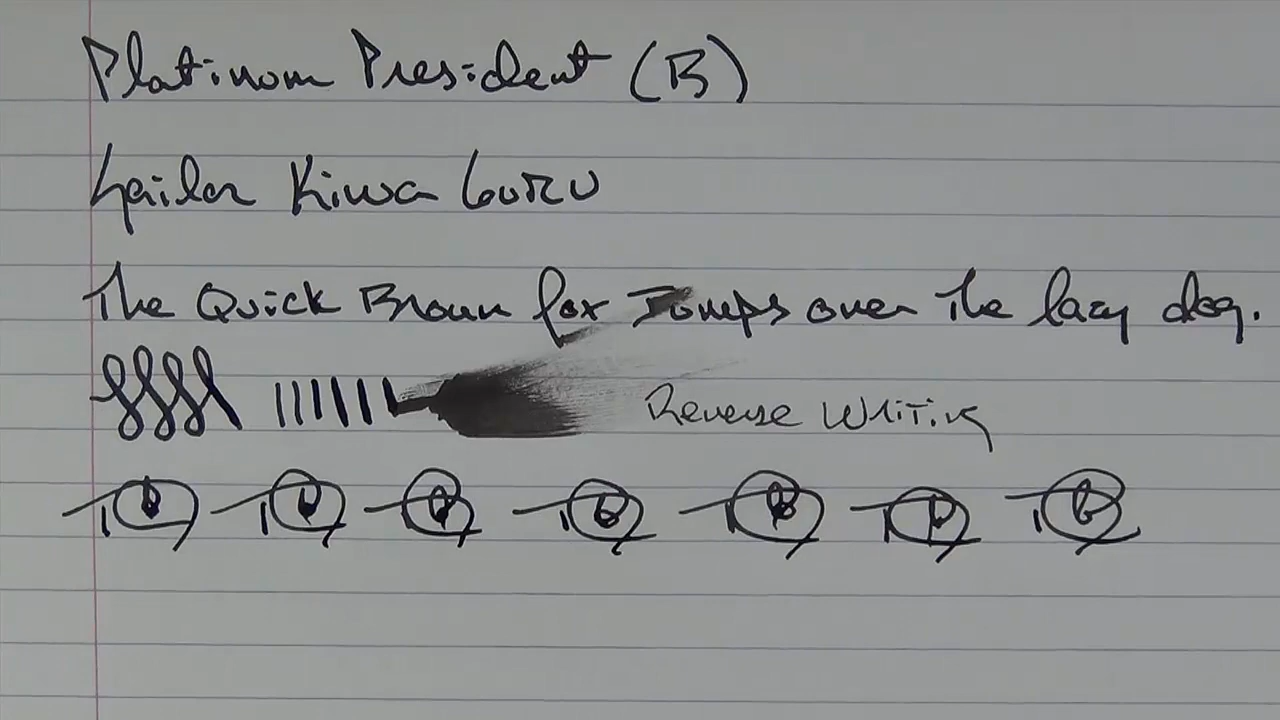 Platinum President (B)
Sailor Kiwa Guro
The Quick Brown fox Jumps over The lazy dog.
Reverse Writing